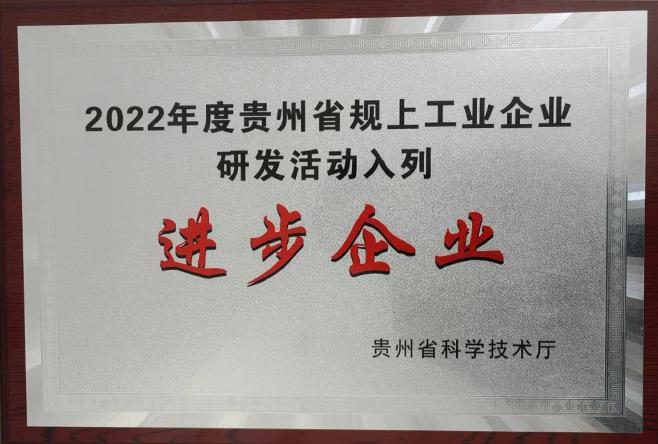 2022年度贵州省规上工业企业
研发活动入列
进步企业
贵州省科学技术厅